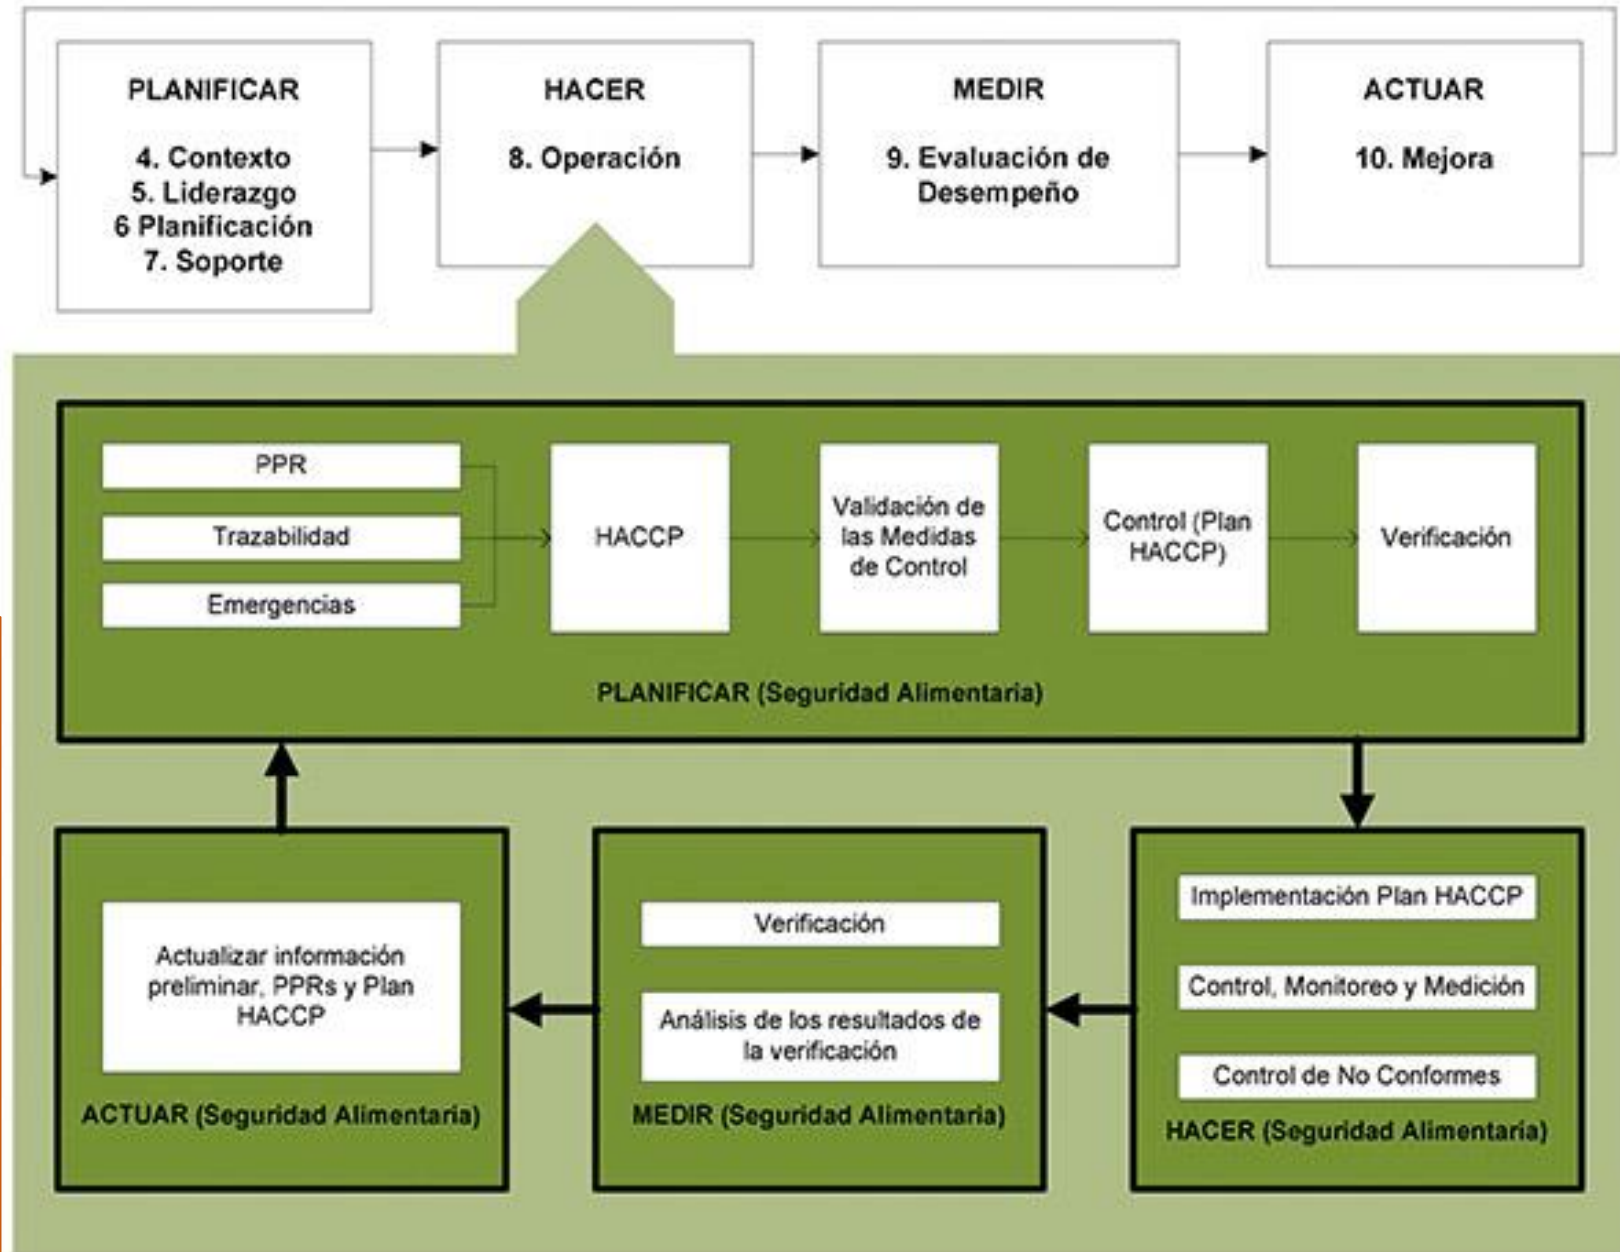 PLANIFICAR
4. Contexto
5. Liderazgo
6 Planificación
7. Soporte
HACER
8. Operación
MEDIR
9. Evaluación de
Desempeño
ACTUAR
10. Mejora
PPR
Trazabilidad
Emergencias
HACCP
Validación de
las Medidas
de Control
Control (Plan
HACCP)
Verificación
PLANIFICAR (Seguridad Alimentaria)
Actualizar información
preliminar, PPRs y Plan
HACCP
ACTUAR (Seguridad Alimentaria)
Verificación
Análisis de los resultados de
la verificación
MEDIR (Seguridad Alimentaria)
Implementación Plan HACCP
Control, Monitoreo y Medición
Control de No Conformes
HACER (Seguridad Alimentaria)